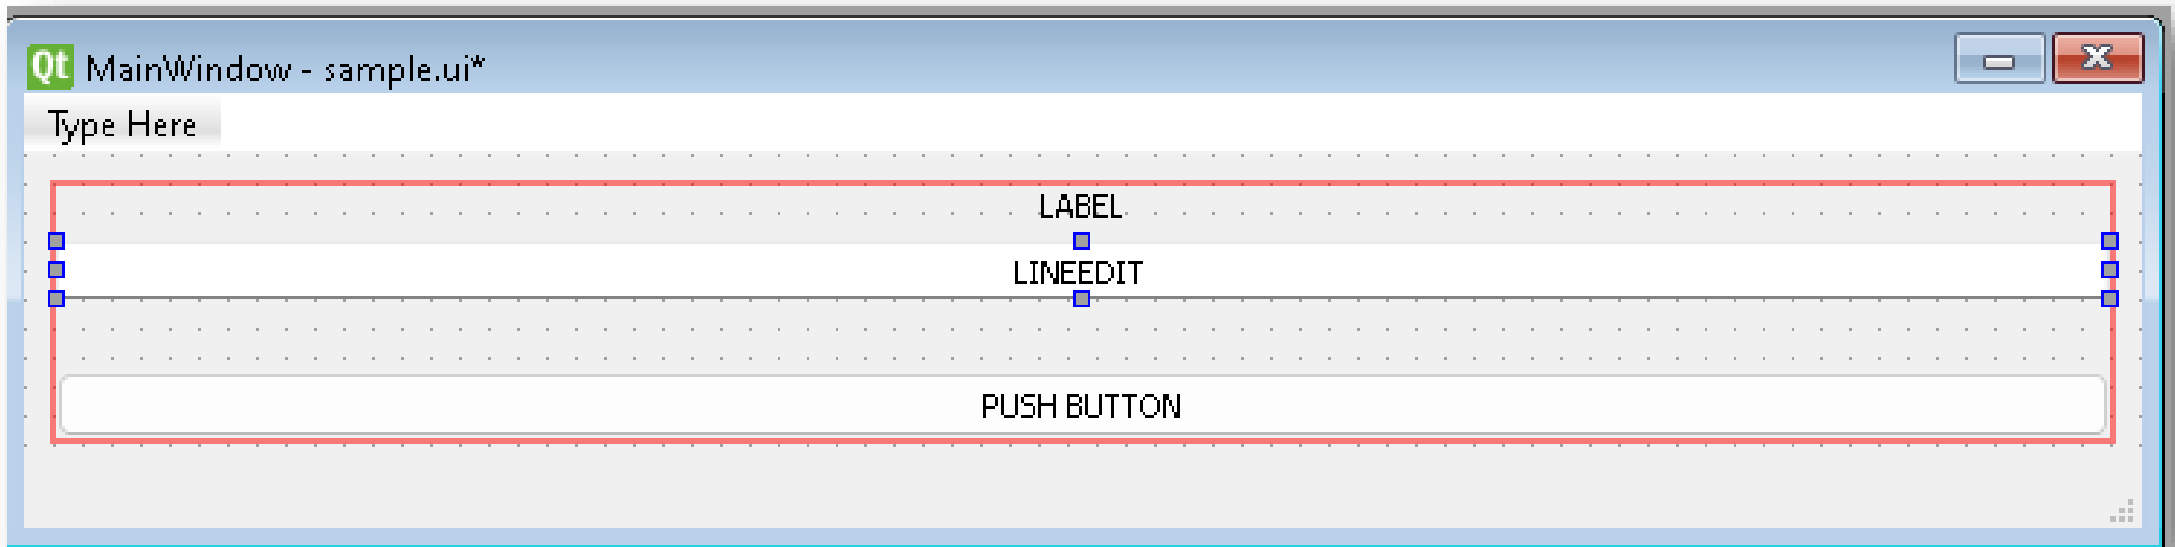 Qt MainWindow - sample.ui*
Type Here
LABEL
LINEEDIT
PUSH BUTTON